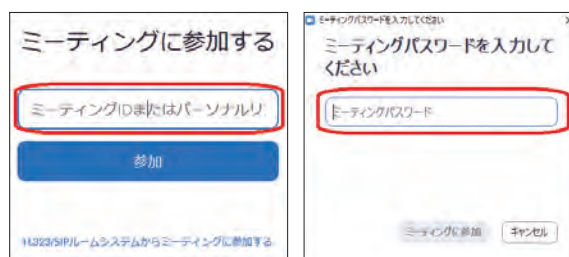 ミーティングに参加する
ミーティングIDまたはパーソナルリ
参加
H.323/SIPルームシステムからミーティングに参加する
ミーティングパスワードを入力してください
ミーティングパスワードを入力して
ください
ミーティングパスワード
ミーティングに参加
キャンセル